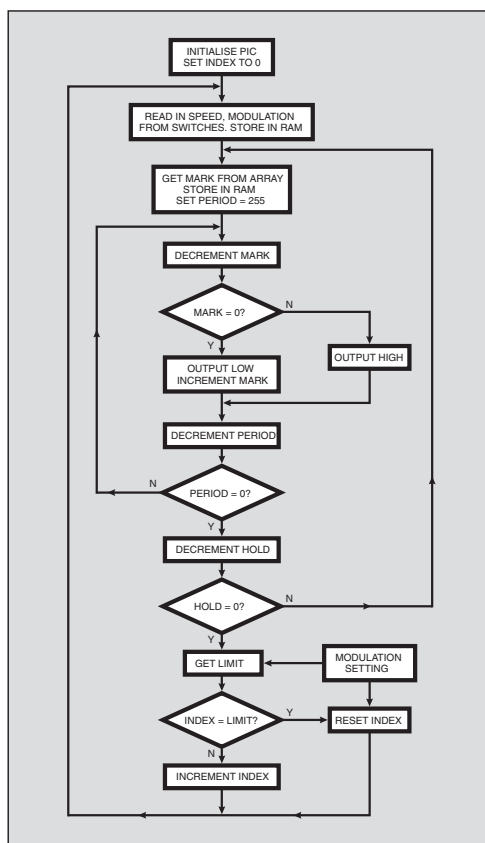 INITIALISE PIC
SET INDEX TO 0
READ IN SPEED, MODULATION
FROM SWITCHES. STORE IN RAM
GET MARK FROM ARRAY
STORE IN RAM
SET PERIOD = 255
DECREMENT MARK
MARK = 0?
N
Y
OUTPUT HIGH
OUTPUT LOW
INCREMENT MARK
DECREMENT PERIOD
N
PERIOD = 0?
Y
DECREMENT HOLD
HOLD = 0?
N
Y
GET LIMIT
MODULATION
SETTING
INDEX = LIMIT?
Y
RESET INDEX
N
INCREMENT INDEX